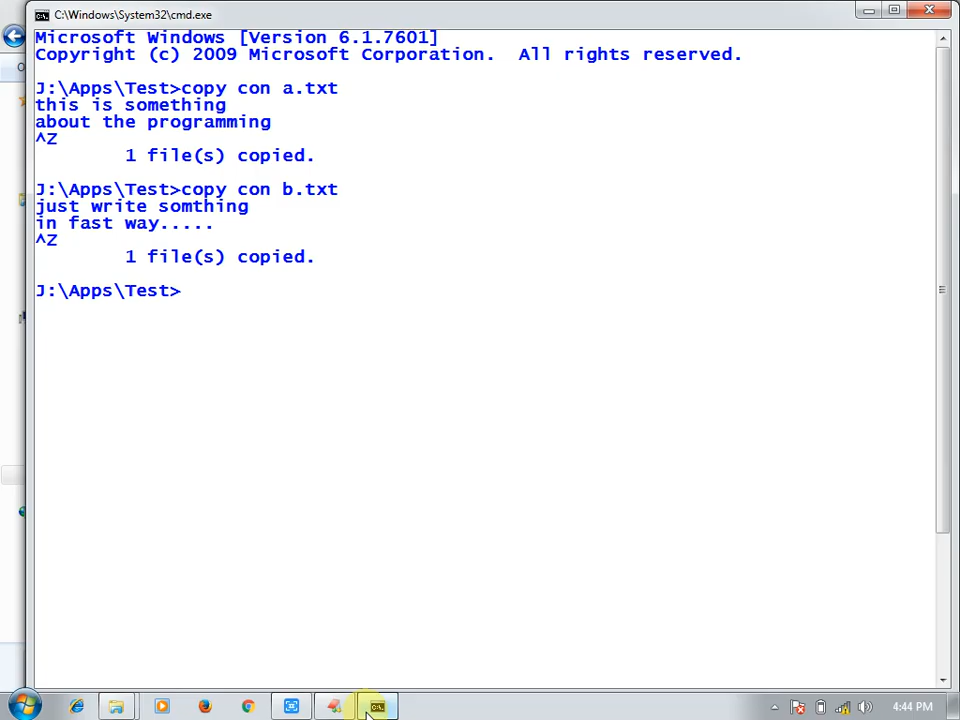 C:\Windows\System32\cmd.exe
Microsoft Windows [Version 6.1.7601]
Copyright (c) 2009 Microsoft Corporation.  All rights reserved.
J:\Apps\Test>copy con a.txt
this is something
about the programming
^Z
        1 file(s) copied.
J:\Apps\Test>copy con b.txt
just write somthing
in fast way.....
^Z
        1 file(s) copied.
J:\Apps\Test>
4:44 PM